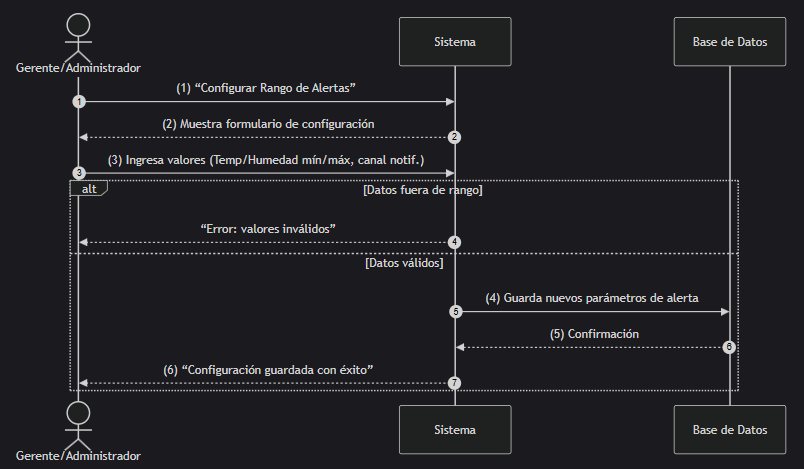 Sistema
Base de Datos
Gerente/Administrador
(1) “Configurar Rango de Alertas”
1
(2) Muestra formulario de configuración
2
(3) Ingresa valores (Temp/Humedad mín/máx, canal notif.)
3
alt
[Datos fuera de rango]
“Error: valores inválidos”
4
[Datos válidos]
(4) Guarda nuevos parámetros de alerta
5
(5) Confirmación
6
(6) “Configuración guardada con éxito”
7
Sistema
Base de Datos
Gerente/Administrador